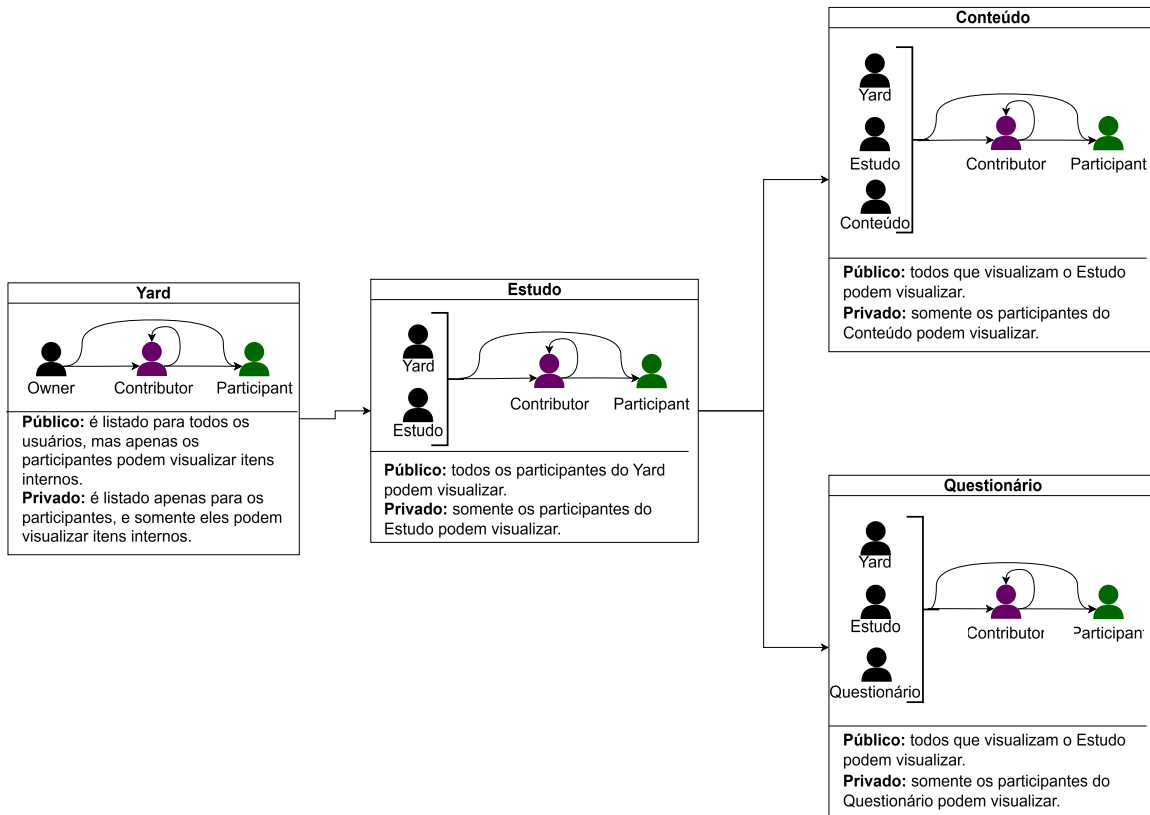 Yard
Owner
Contributor
Participant
Público: é listado para todos os
usuários, mas apenas os
participantes podem visualizar itens
internos.
Privado: é listado apenas para os
participantes, e somente eles podem
visualizar itens internos.
Estudo
Yard
Estudo
Contributor
Participant
Público: todos os participantes do Yard
podem visualizar.
Privado: somente os participantes do
Estudo podem visualizar.
Conteúdo
Yard
Estudo
Conteúdo
Contributor
Participant
Público: todos que visualizam o Estudo
podem visualizar.
Privado: somente os participantes do
Conteúdo podem visualizar.
Questionário
Yard
Estudo
Questionário
Contributor
Participant
Público: todos que visualizam o Estudo
podem visualizar.
Privado: somente os participantes do
Questionário podem visualizar.